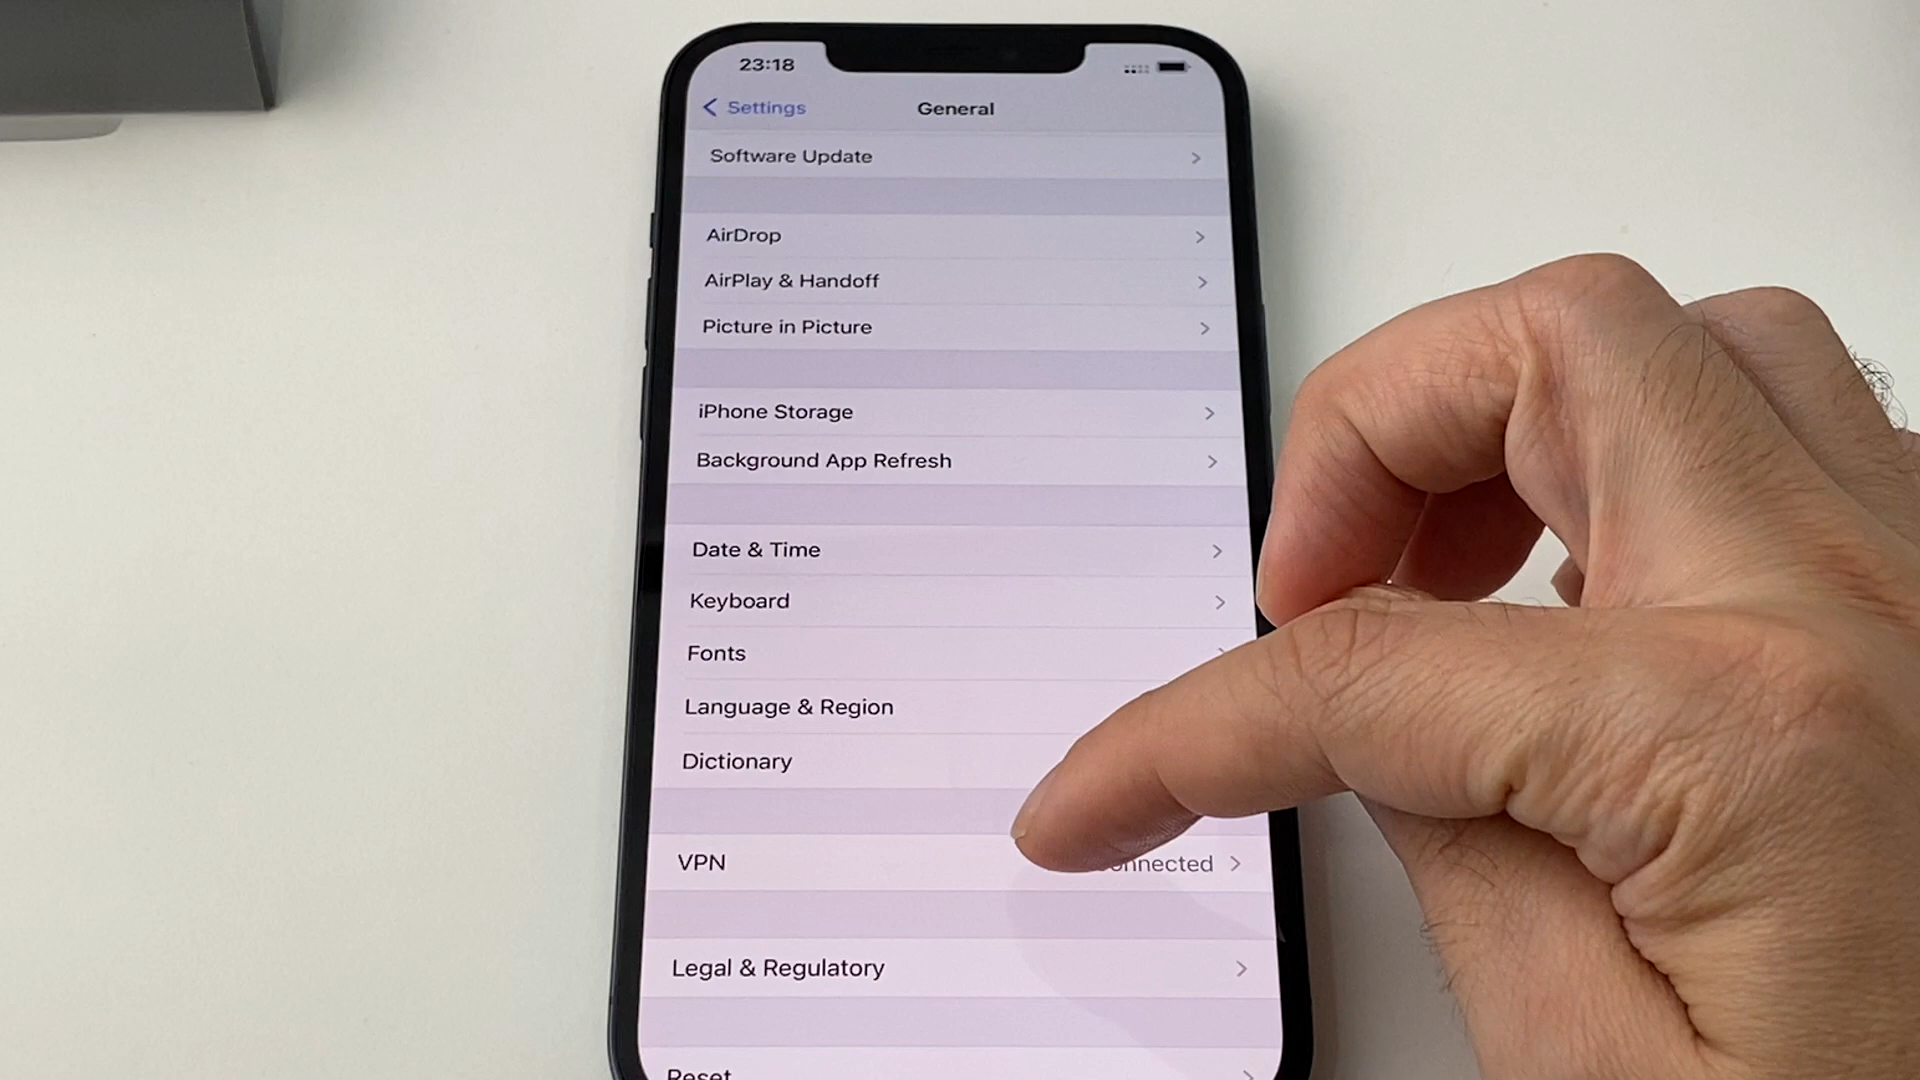 23:18
Settings
General
Software Update
AirDrop
AirPlay & Handoff
Picture in Picture
iPhone Storage
Background App Refresh
Date & Time
Keyboard
Fonts
Language & Region
Dictionary
VPN
Legal & Regulatory
Reset